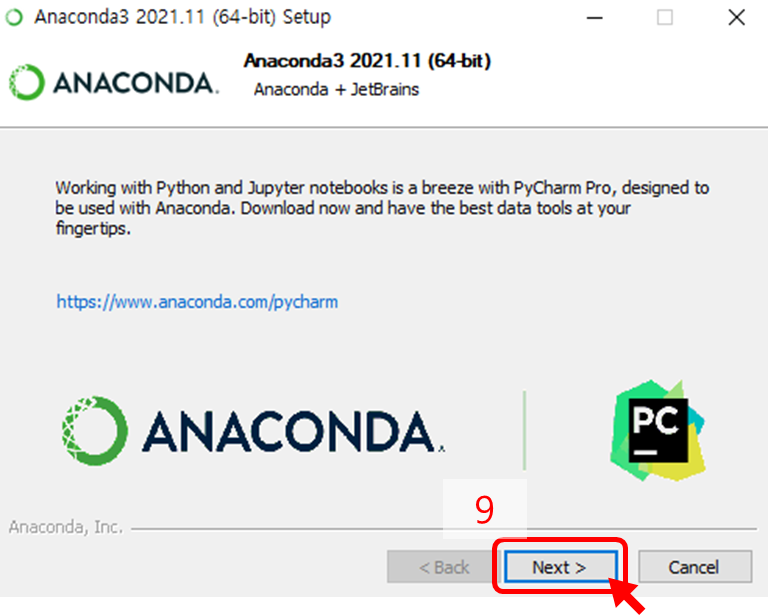 Anaconda3 2021.11 (64-bit) Setup
ANACONDA.
Anaconda3 2021.11 (64-bit)
Anaconda + JetBrains
Working with Python and Jupyter notebooks is a breeze with PyCharm Pro, designed to
be used with Anaconda. Download now and have the best data tools at your
fingertips.
https://www.anaconda.com/pycharm
ANACONDA.
PC
9
Anaconda, Inc.
< Back
Next >
Cancel